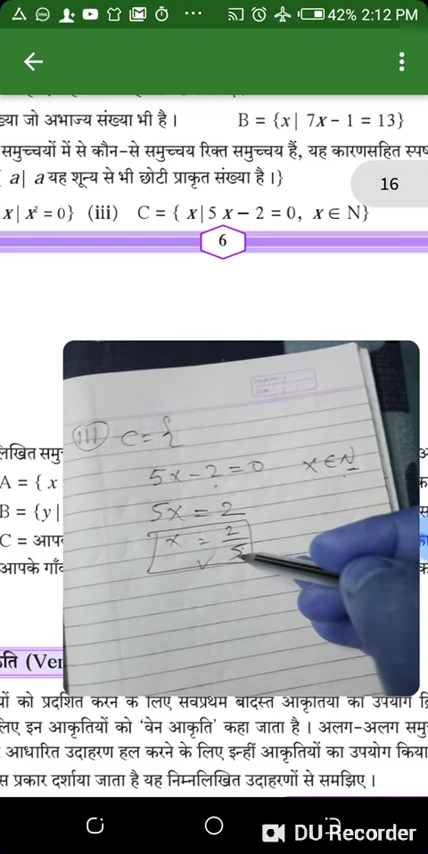 42% 2:12 PM
ख्या जो अभाज्य संख्या भी है। B = {x| 7x − 1 = 13}
समुच्चयों में से कौन-से समुच्चय रिक्त समुच्चय हैं, यह कारणसहित स्पष
a| a यह शून्य से भी छोटी प्राकृत संख्या है।}
16
x| x² = 0} (iii) C = { x|5 x − 2 = 0, x ∈ N}
6
(III) C = {
5x - 2 = 0 x ∈ N
5x = 2
x = 2/5
लिखित समु
A = { x
B = {y|
C = आप
आपके गाँव
कृति (Ver
यों को प्रदर्शित करने के लिए सर्वप्रथम बंदिस्त आकृतियों का उपयोग
लिए इन आकृतियों को 'वेन आकृति' कहा जाता है। अलग-अलग समु
आधारित उदाहरण हल करने के लिए इन्हीं आकृतियों का उपयोग किया
स प्रकार दर्शाया जाता है यह निम्नलिखित उदाहरणों से समझिए।
DU Recorder